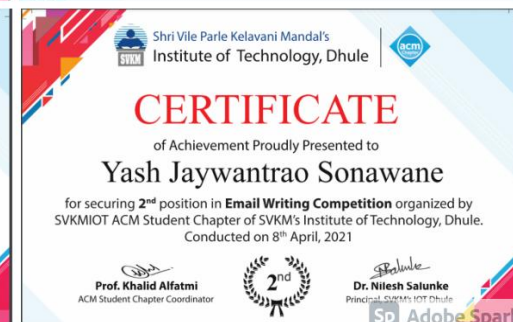 Shri Vile Parle Kelavani Mandal's
Institute of Technology, Dhule
SVKM
acm
Chapter
CERTIFICATE
of Achievement Proudly Presented to
Yash Jaywantrao Sonawane
for securing 2nd position in Email Writing Competition organized by
SVKMIOT ACM Student Chapter of SVKM's Institute of Technology, Dhule.
Conducted on 8th April, 2021
2nd
Prof. Khalid Alfatmi
ACM Student Chapter Coordinator
Dr. Nilesh Salunke
Principal, SVKM's IOT Dhule
Sp Adobe Spark